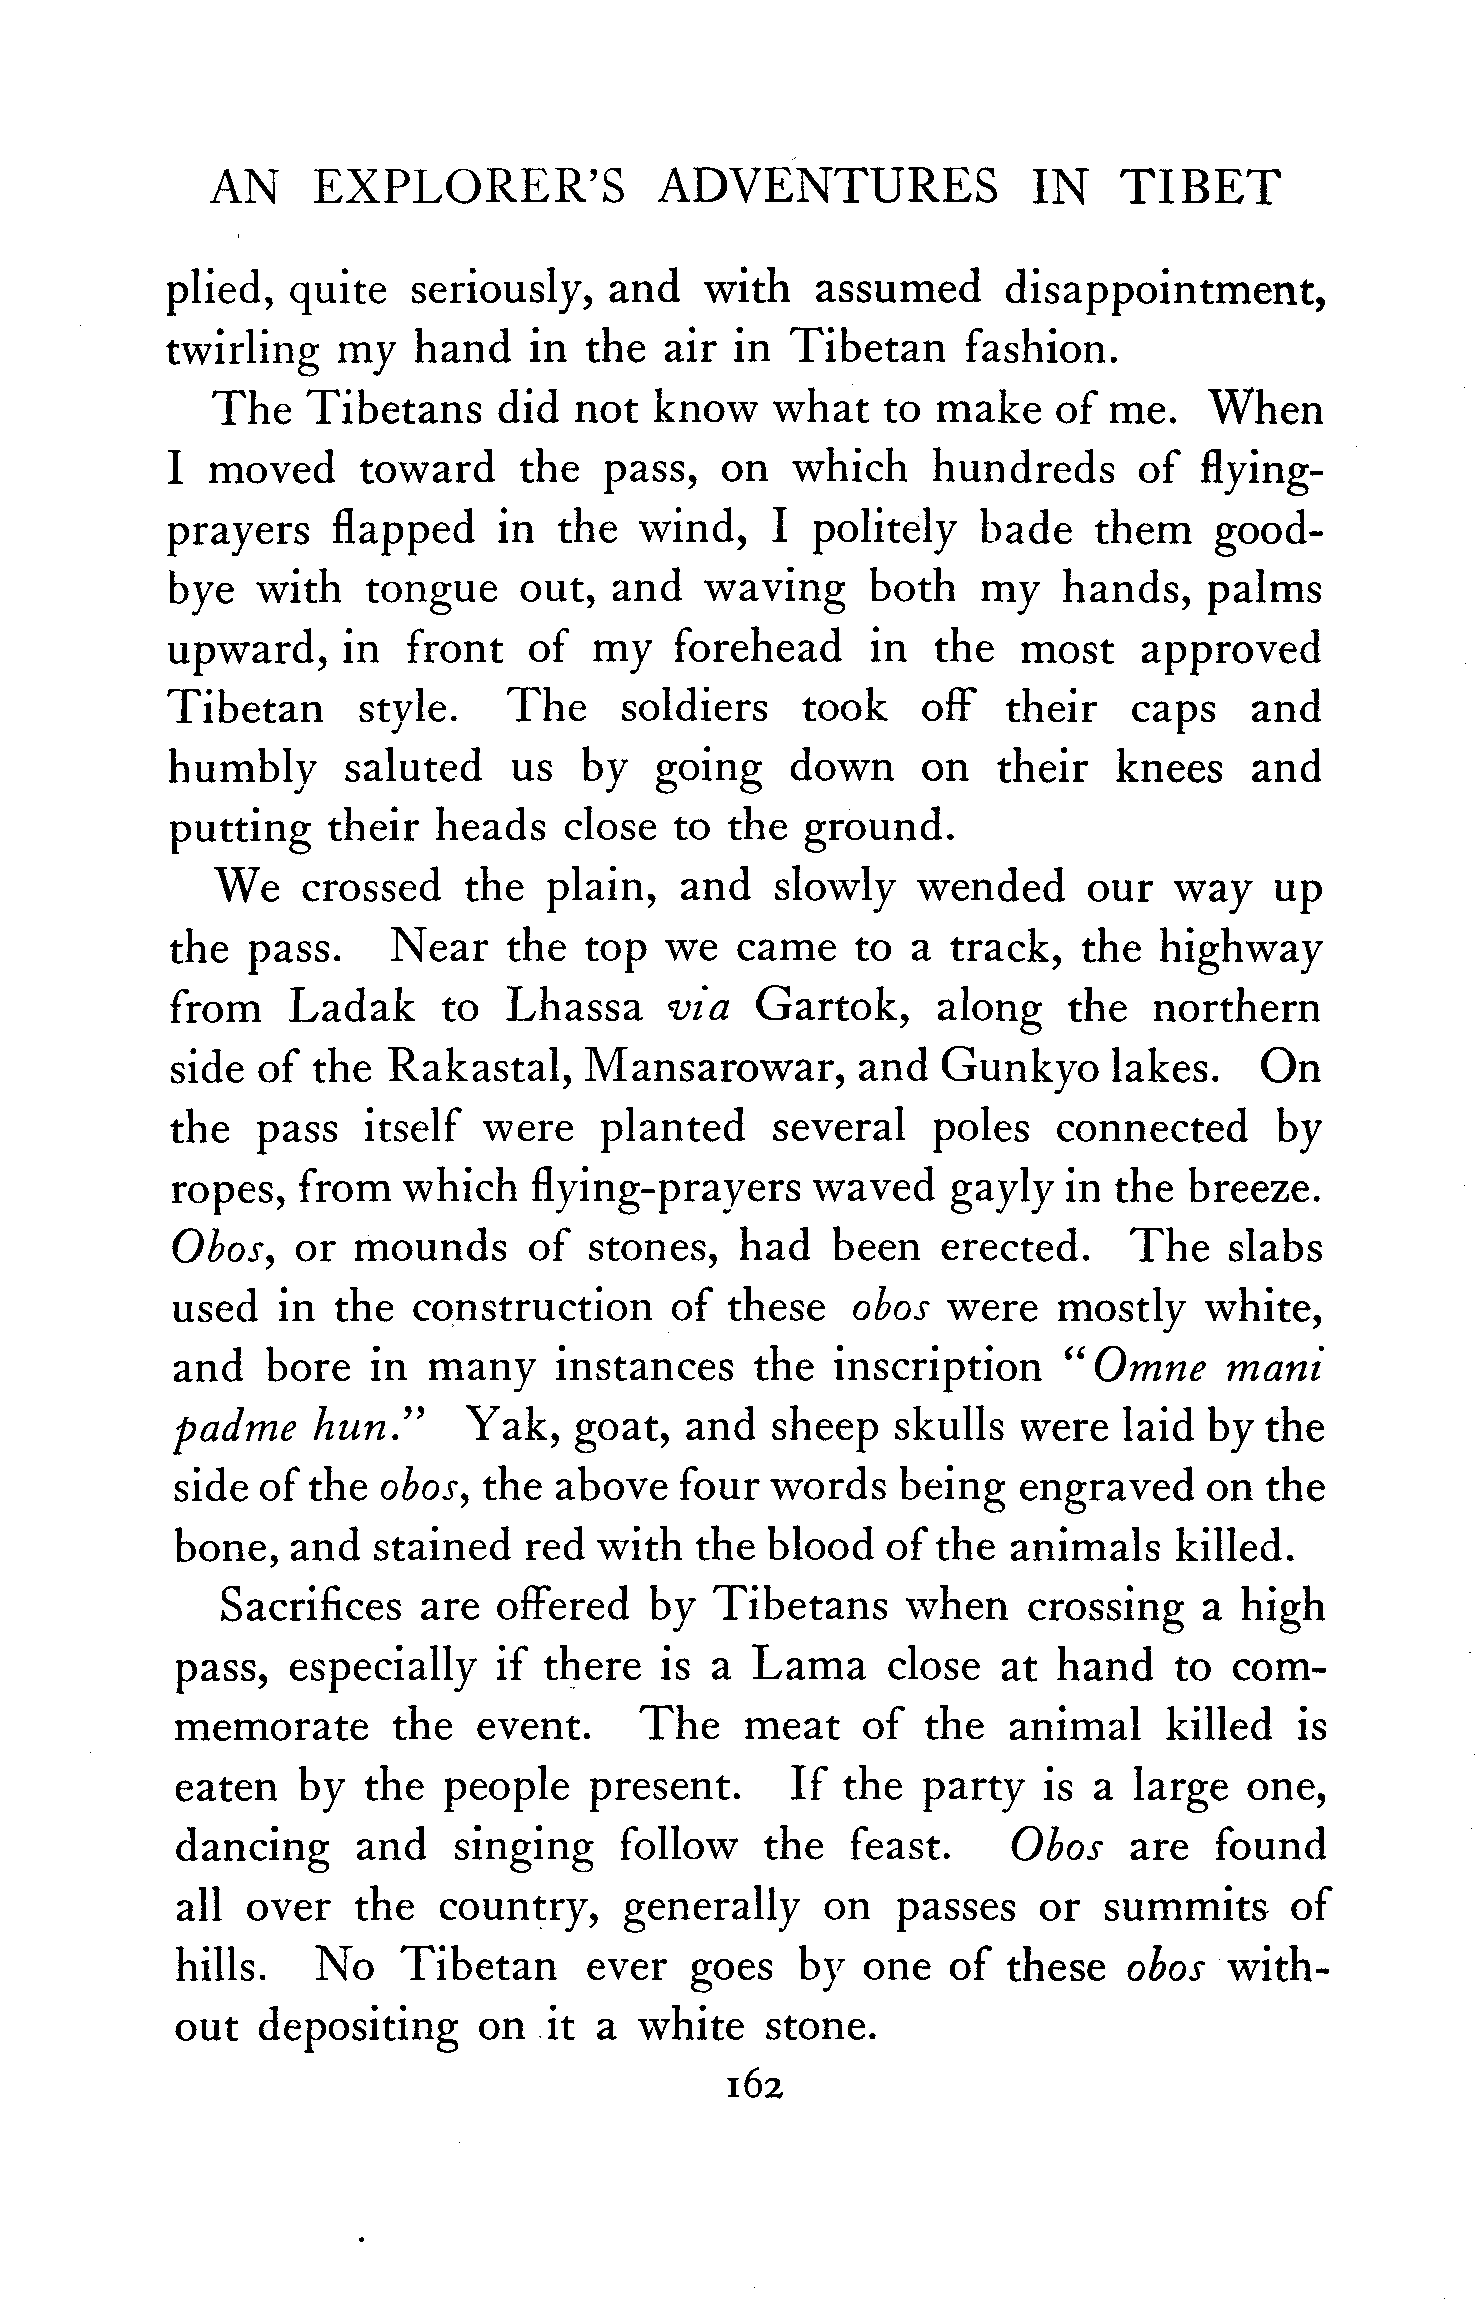 AN EXPLORER'S ADVENTURES IN TIBET
plied, quite seriously, and with assumed disappointment,
twirling my hand in the air in Tibetan fashion.
The Tibetans did not know what to make of me. When
I moved toward the pass, on which hundreds of flying-
prayers flapped in the wind, I politely bade them good-
bye with tongue out, and waving both my hands, palms
upward, in front of my forehead in the most approved
Tibetan style. The soldiers took off their caps and
humbly saluted us by going down on their knees and
putting their heads close to the ground.
We crossed the plain, and slowly wended our way up
the pass. Near the top we came to a track, the highway
from Ladak to Lhassa via Gartok, along the northern
side of the Rakastal, Mansarowar, and Gunkyo lakes. On
the pass itself were planted several poles connected by
ropes, from which flying-prayers waved gayly in the breeze.
Obos, or mounds of stones, had been erected. The slabs
used in the construction of these obos were mostly white,
and bore in many instances the inscription "Omne mani
padme hun." Yak, goat, and sheep skulls were laid by the
side of the obos, the above four words being engraved on the
bone, and stained red with the blood of the animals killed.
Sacrifices are offered by Tibetans when crossing a high
pass, especially if there is a Lama close at hand to com-
memorate the event. The meat of the animal killed is
eaten by the people present. If the party is a large one,
dancing and singing follow the feast. Obos are found
all over the country, generally on passes or summits of
hills. No Tibetan ever goes by one of these obos with-
out depositing on it a white stone.
162